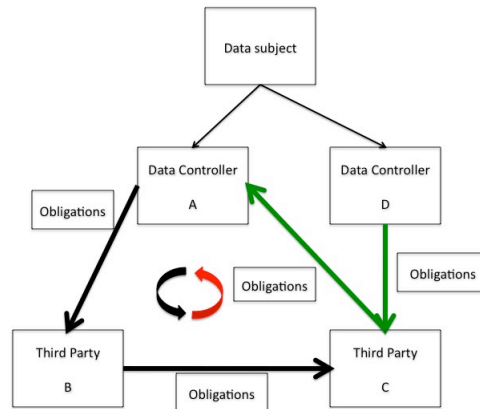 Data subject
Data Controller
A
Data Controller
D
Obligations
Obligations
Obligations
Third Party
B
Third Party
C
Obligations